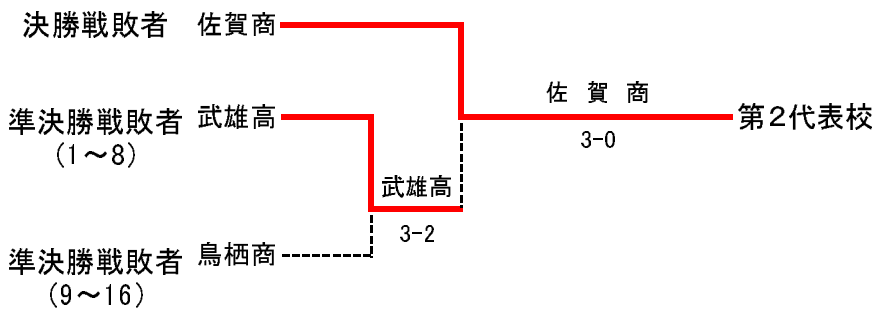 決勝戦敗者 佐賀商
佐 賀 商
準決勝戦敗者 武雄高
第2代表校
(1～8)
3-0
武雄高
3-2
準決勝戦敗者 鳥栖商
(9～16)